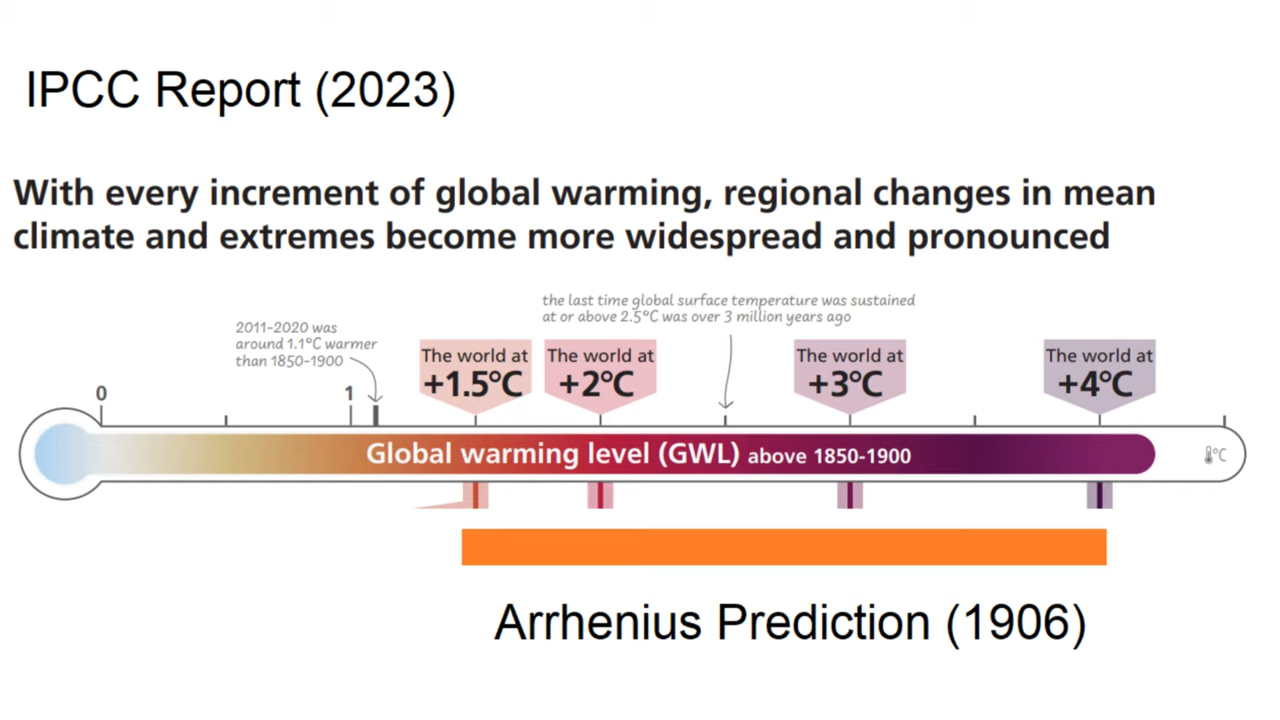 IPCC Report (2023)
With every increment of global warming, regional changes in mean
climate and extremes become more widespread and pronounced
the last time global surface temperature was sustained
at or above 2.5°C was over 3 million years ago
2011-2020 was
around 1.1°C warmer
than 1850-1900
The world at
+1.5°C
The world at
+2°C
The world at
+3°C
The world at
+4°C
0
1
Global warming level (GWL) above 1850-1900
°C
Arrhenius Prediction (1906)